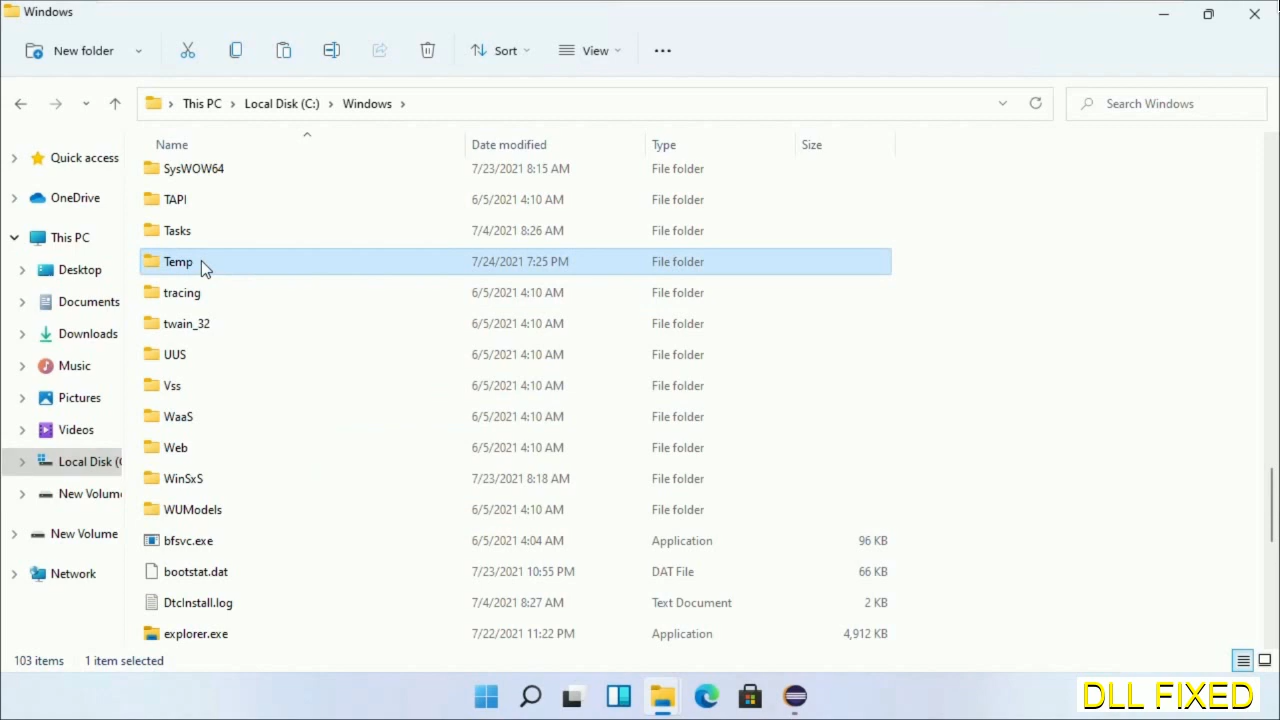 Windows
New folder Sort View
This PC Local Disk (C:) Windows Search Windows
Name Date modified Type Size
Quick access
OneDrive
This PC
Desktop
Documents
Downloads
Music
Pictures
Videos
Local Disk (C
New Volum
New Volume
Network
SysWOW64 7/23/2021 8:15 AM File folder
TAPI 6/5/2021 4:10 AM File folder
Tasks 7/4/2021 8:26 AM File folder
Temp 7/24/2021 7:25 PM File folder
tracing 6/5/2021 4:10 AM File folder
twain_32 6/5/2021 4:10 AM File folder
UUS 6/5/2021 4:10 AM File folder
Vss 6/5/2021 4:10 AM File folder
WaaS 6/5/2021 4:10 AM File folder
Web 6/5/2021 4:10 AM File folder
WinSxS 7/23/2021 8:18 AM File folder
WUModels 6/5/2021 4:10 AM File folder
bfsvc.exe 6/5/2021 4:04 AM Application 96 KB
bootstat.dat 7/23/2021 10:55 PM DAT File 66 KB
DtcInstall.log 7/4/2021 8:27 AM Text Document 2 KB
explorer.exe 7/22/2021 11:22 PM Application 4,912 KB
103 items 1 item selected
DLL FIXED